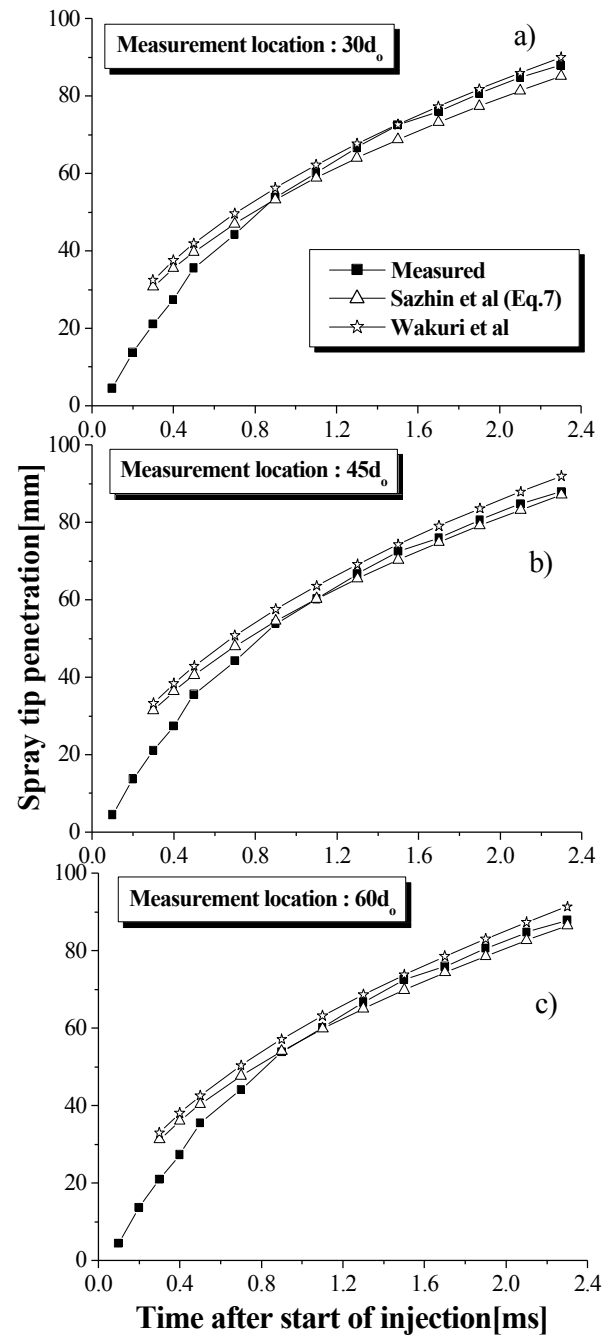 Measurement location : 30dₒ
a)
100
80
60
40
20
0
Measured
Sazhin et al (Eq.7)
Wakuri et al
0.0 0.4 0.8 1.2 1.6 2.0 2.4
Measurement location : 45dₒ
b)
100
80
60
40
20
0
0.0 0.4 0.8 1.2 1.6 2.0 2.4
Spray tip penetration[mm]
Measurement location : 60dₒ
c)
100
80
60
40
20
0
0.0 0.4 0.8 1.2 1.6 2.0 2.4
Time after start of injection[ms]